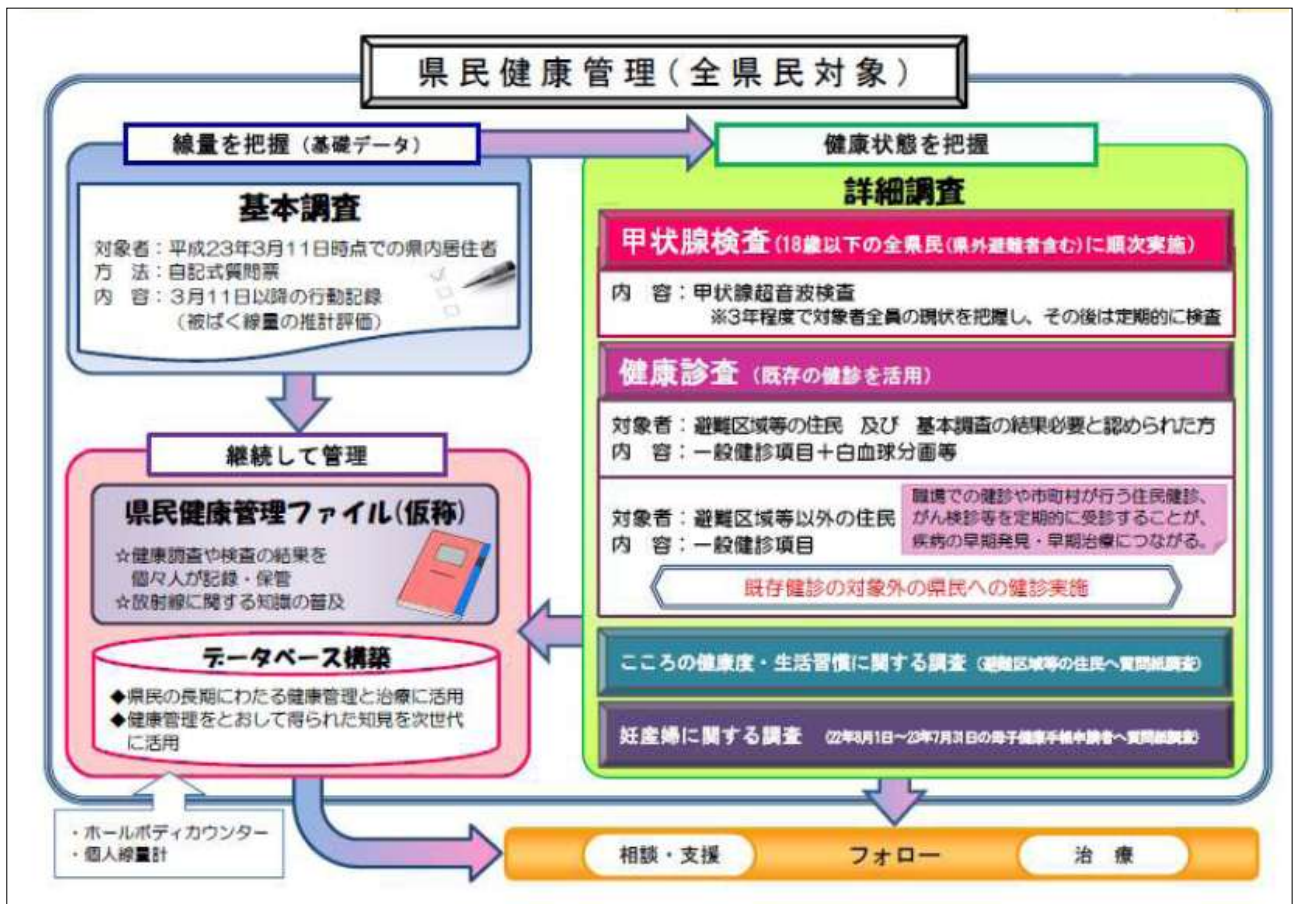 県民健康管理(全県民対象)
線量を把握(基礎データ)
基本調査
対象者：平成23年3月11日時点での県内居住者
方　法：自記式質問票
内　容：3月11日以降の行動記録
(被ばく線量の推計評価)
継続して管理
県民健康管理ファイル(仮称)
☆健康調査や検査の結果を
個々人が記録・保管
☆放射線に関する知識の普及
データベース構築
◆県民の長期にわたる健康管理と治療に活用
◆健康管理をとおして得られた知見を次世代
に活用
・ホールボディカウンター
・個人線量計
健康状態を把握
詳細調査
甲状腺検査(18歳以下の全県民(県外避難者含む)に順次実施)
内　容：甲状腺超音波検査
※3年程度で対象者全員の現状を把握し、その後は定期的に検査
健康診査(既存の健診を活用)
対象者：避難区域等の住民　及び　基本調査の結果必要と認められた方
内　容：一般健診項目＋白血球分画等
対象者：避難区域等以外の住民
内　容：一般健診項目
職場での健診や市町村が行う住民健診、
がん検診等を定期的に受診することが、
疾病の早期発見・早期治療につながる。
既存健診の対象外の県民への健診実施
こころの健康度・生活習慣に関する調査(避難区域等の住民へ質問紙調査)
妊産婦に関する調査(22年8月1日～23年7月31日の母子健康手帳申請者へ質問紙調査)
相談・支援
フォロー
治　療